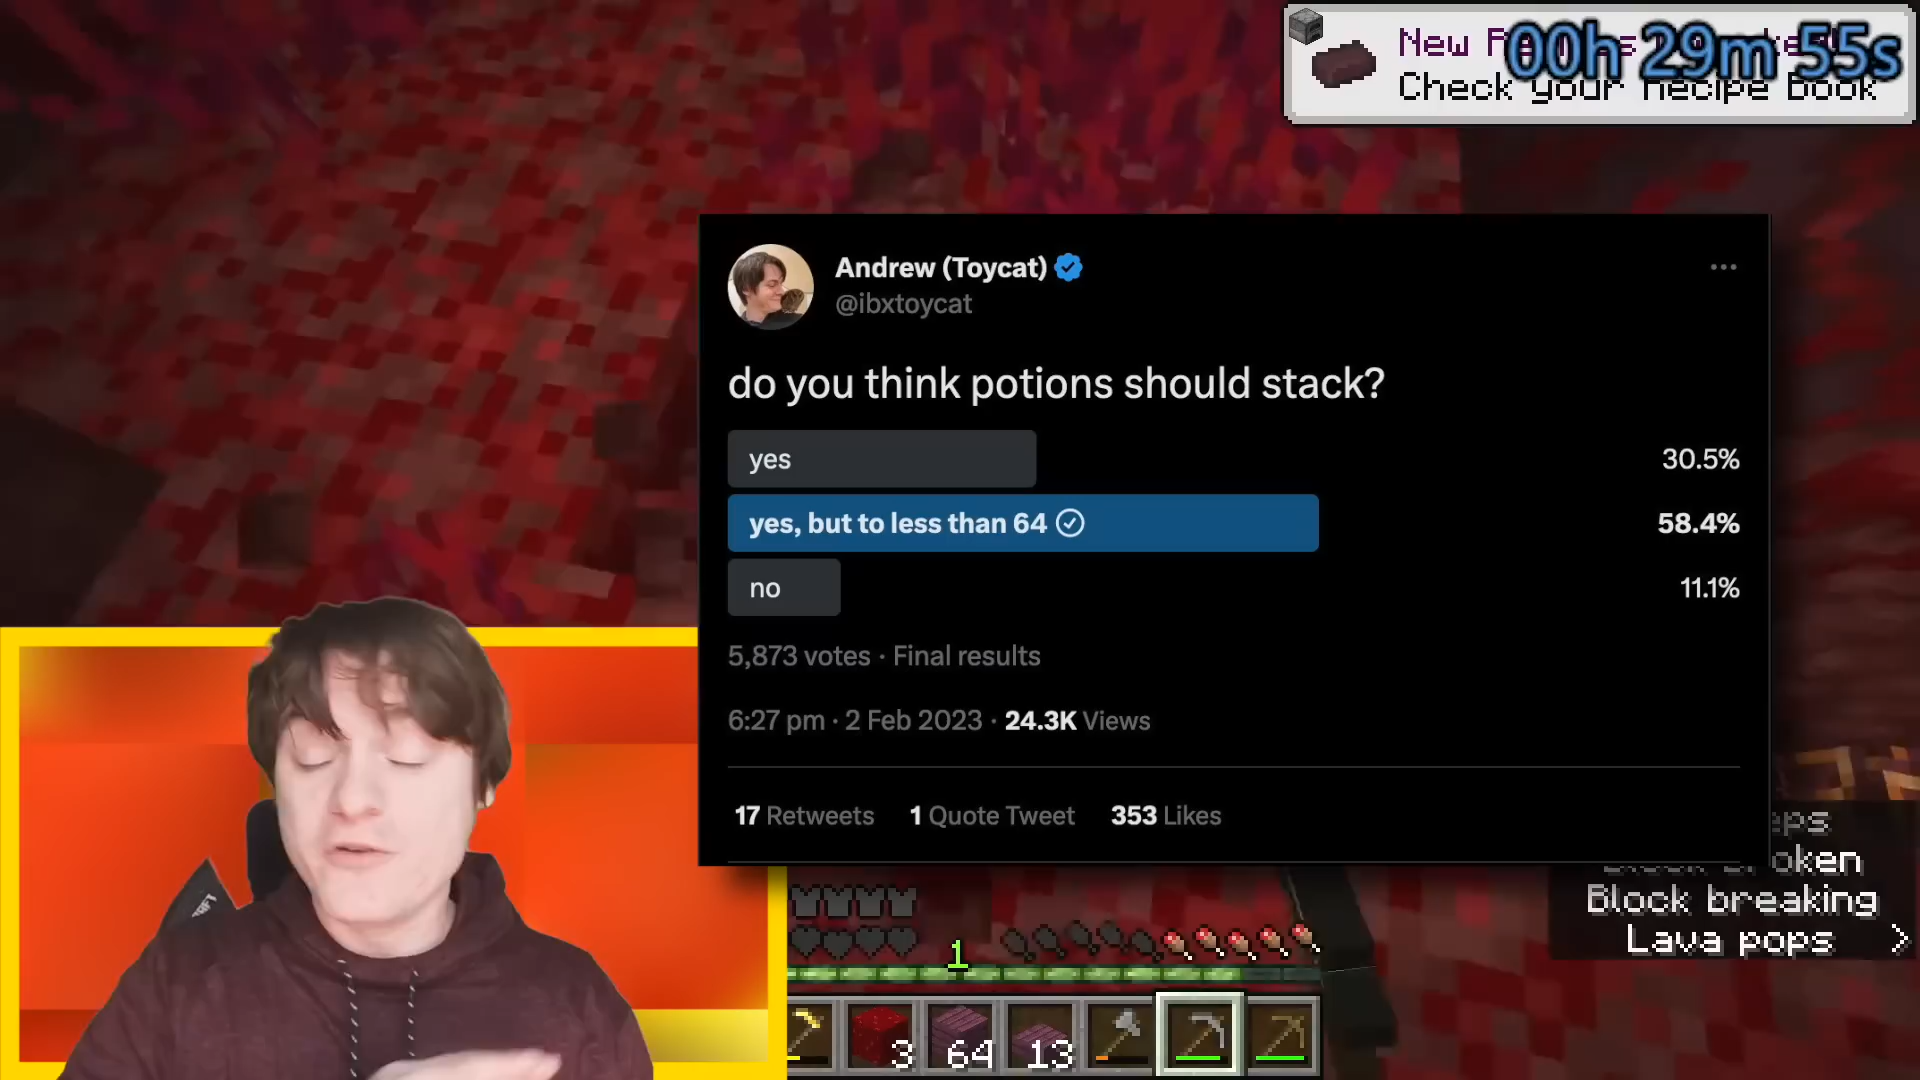 New
00h 29m 55s
Check your Recipe Book
Andrew (Toycat)
@ibxtoycat
do you think potions should stack?
yes 30.5%
yes, but to less than 64 58.4%
no 11.1%
5,873 votes · Final results
6:27 pm · 2 Feb 2023 · 24.3K Views
17 Retweets 1 Quote Tweet 353 Likes
Block breaking
Lava pops >
1
3 64 13